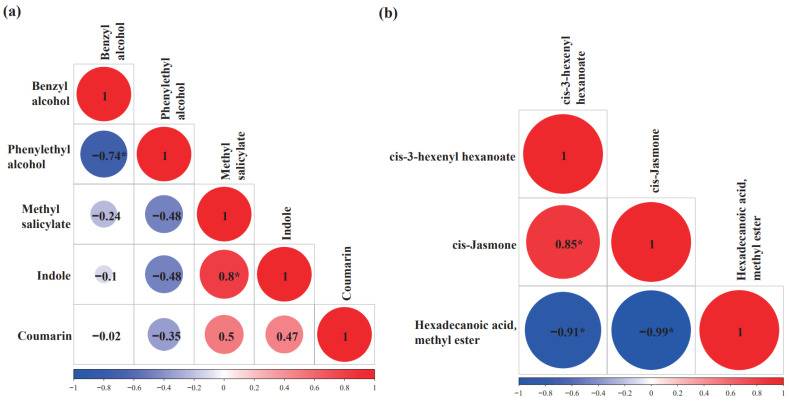 (a)
Benzyl
alcohol
Benzyl
alcohol
1
Phenylethyl
alcohol
Phenylethyl
alcohol
−0.74*
1
Methyl
salicylate
Methyl
salicylate
−0.24
−0.48
1
Indole
Indole
−0.1
−0.48
0.8*
1
Coumarin
Coumarin
−0.02
−0.35
0.5
0.47
1
−1
−0.8
−0.6
−0.4
−0.2
0
0.2
0.4
0.6
0.8
1
(b)
cis-3-hexenyl
hexanoate
cis-3-hexenyl hexanoate
1
cis-Jasmone
cis-Jasmone
0.85*
1
Hexadecanoic acid,
methyl ester
Hexadecanoic acid,
methyl ester
−0.91*
−0.99*
1
−1
−0.8
−0.6
−0.4
−0.2
0
0.2
0.4
0.6
0.8
1